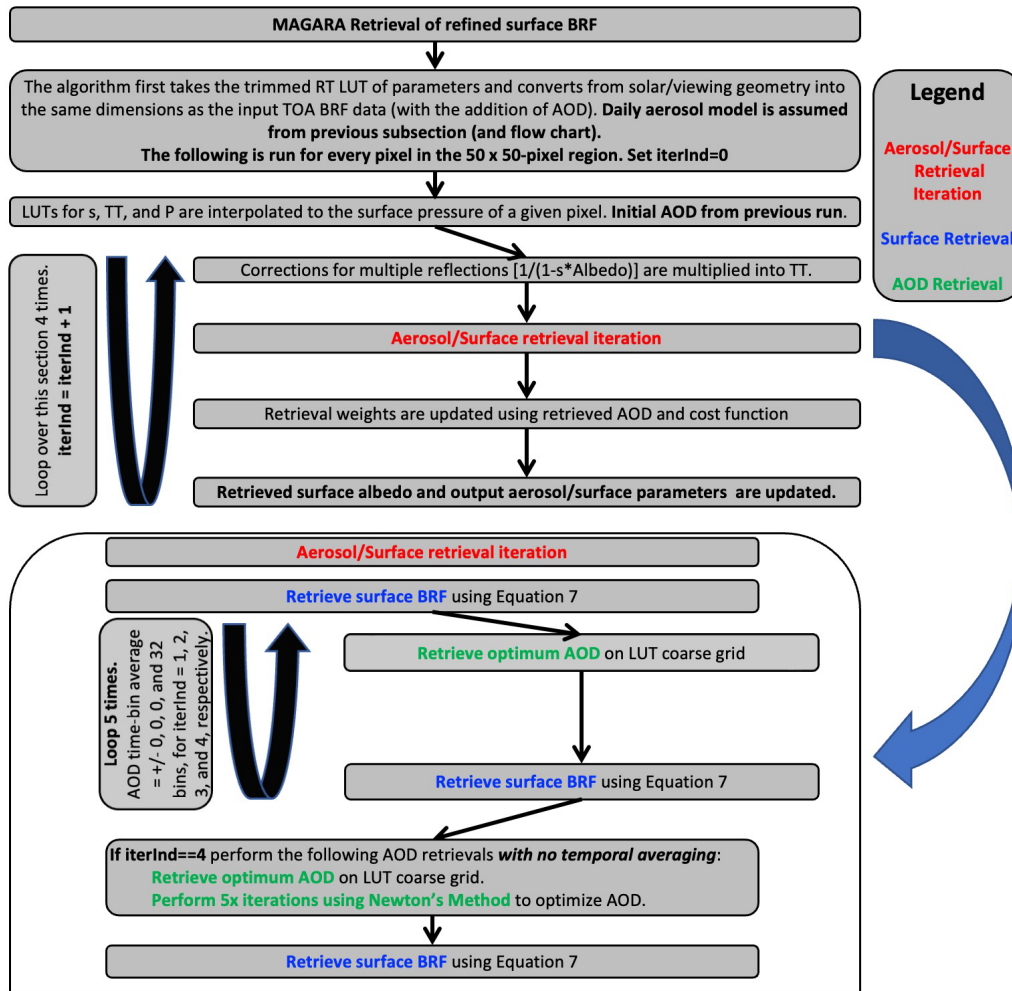 MAGARA Retrieval of refined surface BRF
The algorithm first takes the trimmed RT LUT of parameters and converts from solar/viewing geometry into
the same dimensions as the input TOA BRF data (with the addition of AOD). Daily aerosol model is assumed
from previous subsection (and flow chart).
The following is run for every pixel in the 50 x 50-pixel region. Set iterInd=0
Legend
Aerosol/Surface
Retrieval
Iteration
Surface Retrieval
AOD Retrieval
LUTs for s, TT, and P are interpolated to the surface pressure of a given pixel. Initial AOD from previous run.
Loop over this section 4 times.
iterInd = iterInd + 1
Corrections for multiple reflections [1/(1-s*Albedo)] are multiplied into TT.
Aerosol/Surface retrieval iteration
Retrieval weights are updated using retrieved AOD and cost function
Retrieved surface albedo and output aerosol/surface parameters are updated.
Aerosol/Surface retrieval iteration
Retrieve surface BRF using Equation 7
Loop 5 times.
AOD time-bin average
= +/- 0, 0, 0, and 32
bins, for iterInd = 1, 2,
3, and 4, respectively.
Retrieve optimum AOD on LUT coarse grid
Retrieve surface BRF using Equation 7
If iterInd==4 perform the following AOD retrievals with no temporal averaging:
Retrieve optimum AOD on LUT coarse grid.
Perform 5x iterations using Newton's Method to optimize AOD.
Retrieve surface BRF using Equation 7